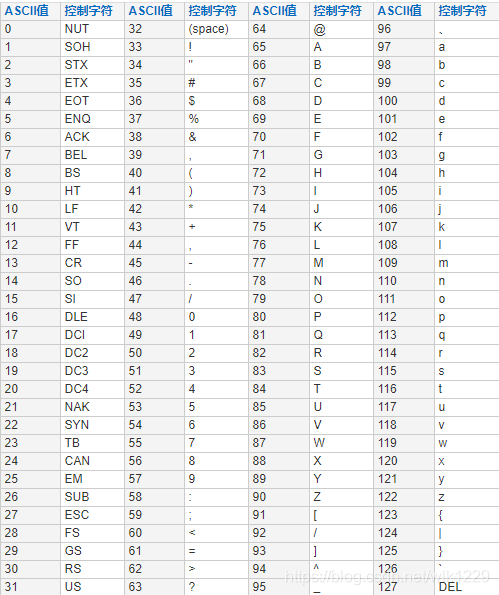 ASCII值 控制字符 ASCII值 控制字符 ASCII值 控制字符 ASCII值 控制字符
0 NUT 32 (space) 64 @ 96 、
1 SOH 33 ! 65 A 97 a
2 STX 34 " 66 B 98 b
3 ETX 35 # 67 C 99 c
4 EOT 36 $ 68 D 100 d
5 ENQ 37 % 69 E 101 e
6 ACK 38 & 70 F 102 f
7 BEL 39 , 71 G 103 g
8 BS 40 ( 72 H 104 h
9 HT 41 ) 73 I 105 i
10 LF 42 * 74 J 106 j
11 VT 43 + 75 K 107 k
12 FF 44 , 76 L 108 l
13 CR 45 - 77 M 109 m
14 SO 46 . 78 N 110 n
15 SI 47 / 79 O 111 o
16 DLE 48 0 80 P 112 p
17 DCI 49 1 81 Q 113 q
18 DC2 50 2 82 R 114 r
19 DC3 51 3 83 S 115 s
20 DC4 52 4 84 T 116 t
21 NAK 53 5 85 U 117 u
22 SYN 54 6 86 V 118 v
23 TB 55 7 87 W 119 w
24 CAN 56 8 88 X 120 x
25 EM 57 9 89 Y 121 y
26 SUB 58 : 90 Z 122 z
27 ESC 59 ; 91 [ 123 {
28 FS 60 < 92 / 124 |
29 GS 61 = 93 ] 125 }
30 RS 62 > 94 ^ 126 `
31 US 63 ? 95 _ 127 DEL